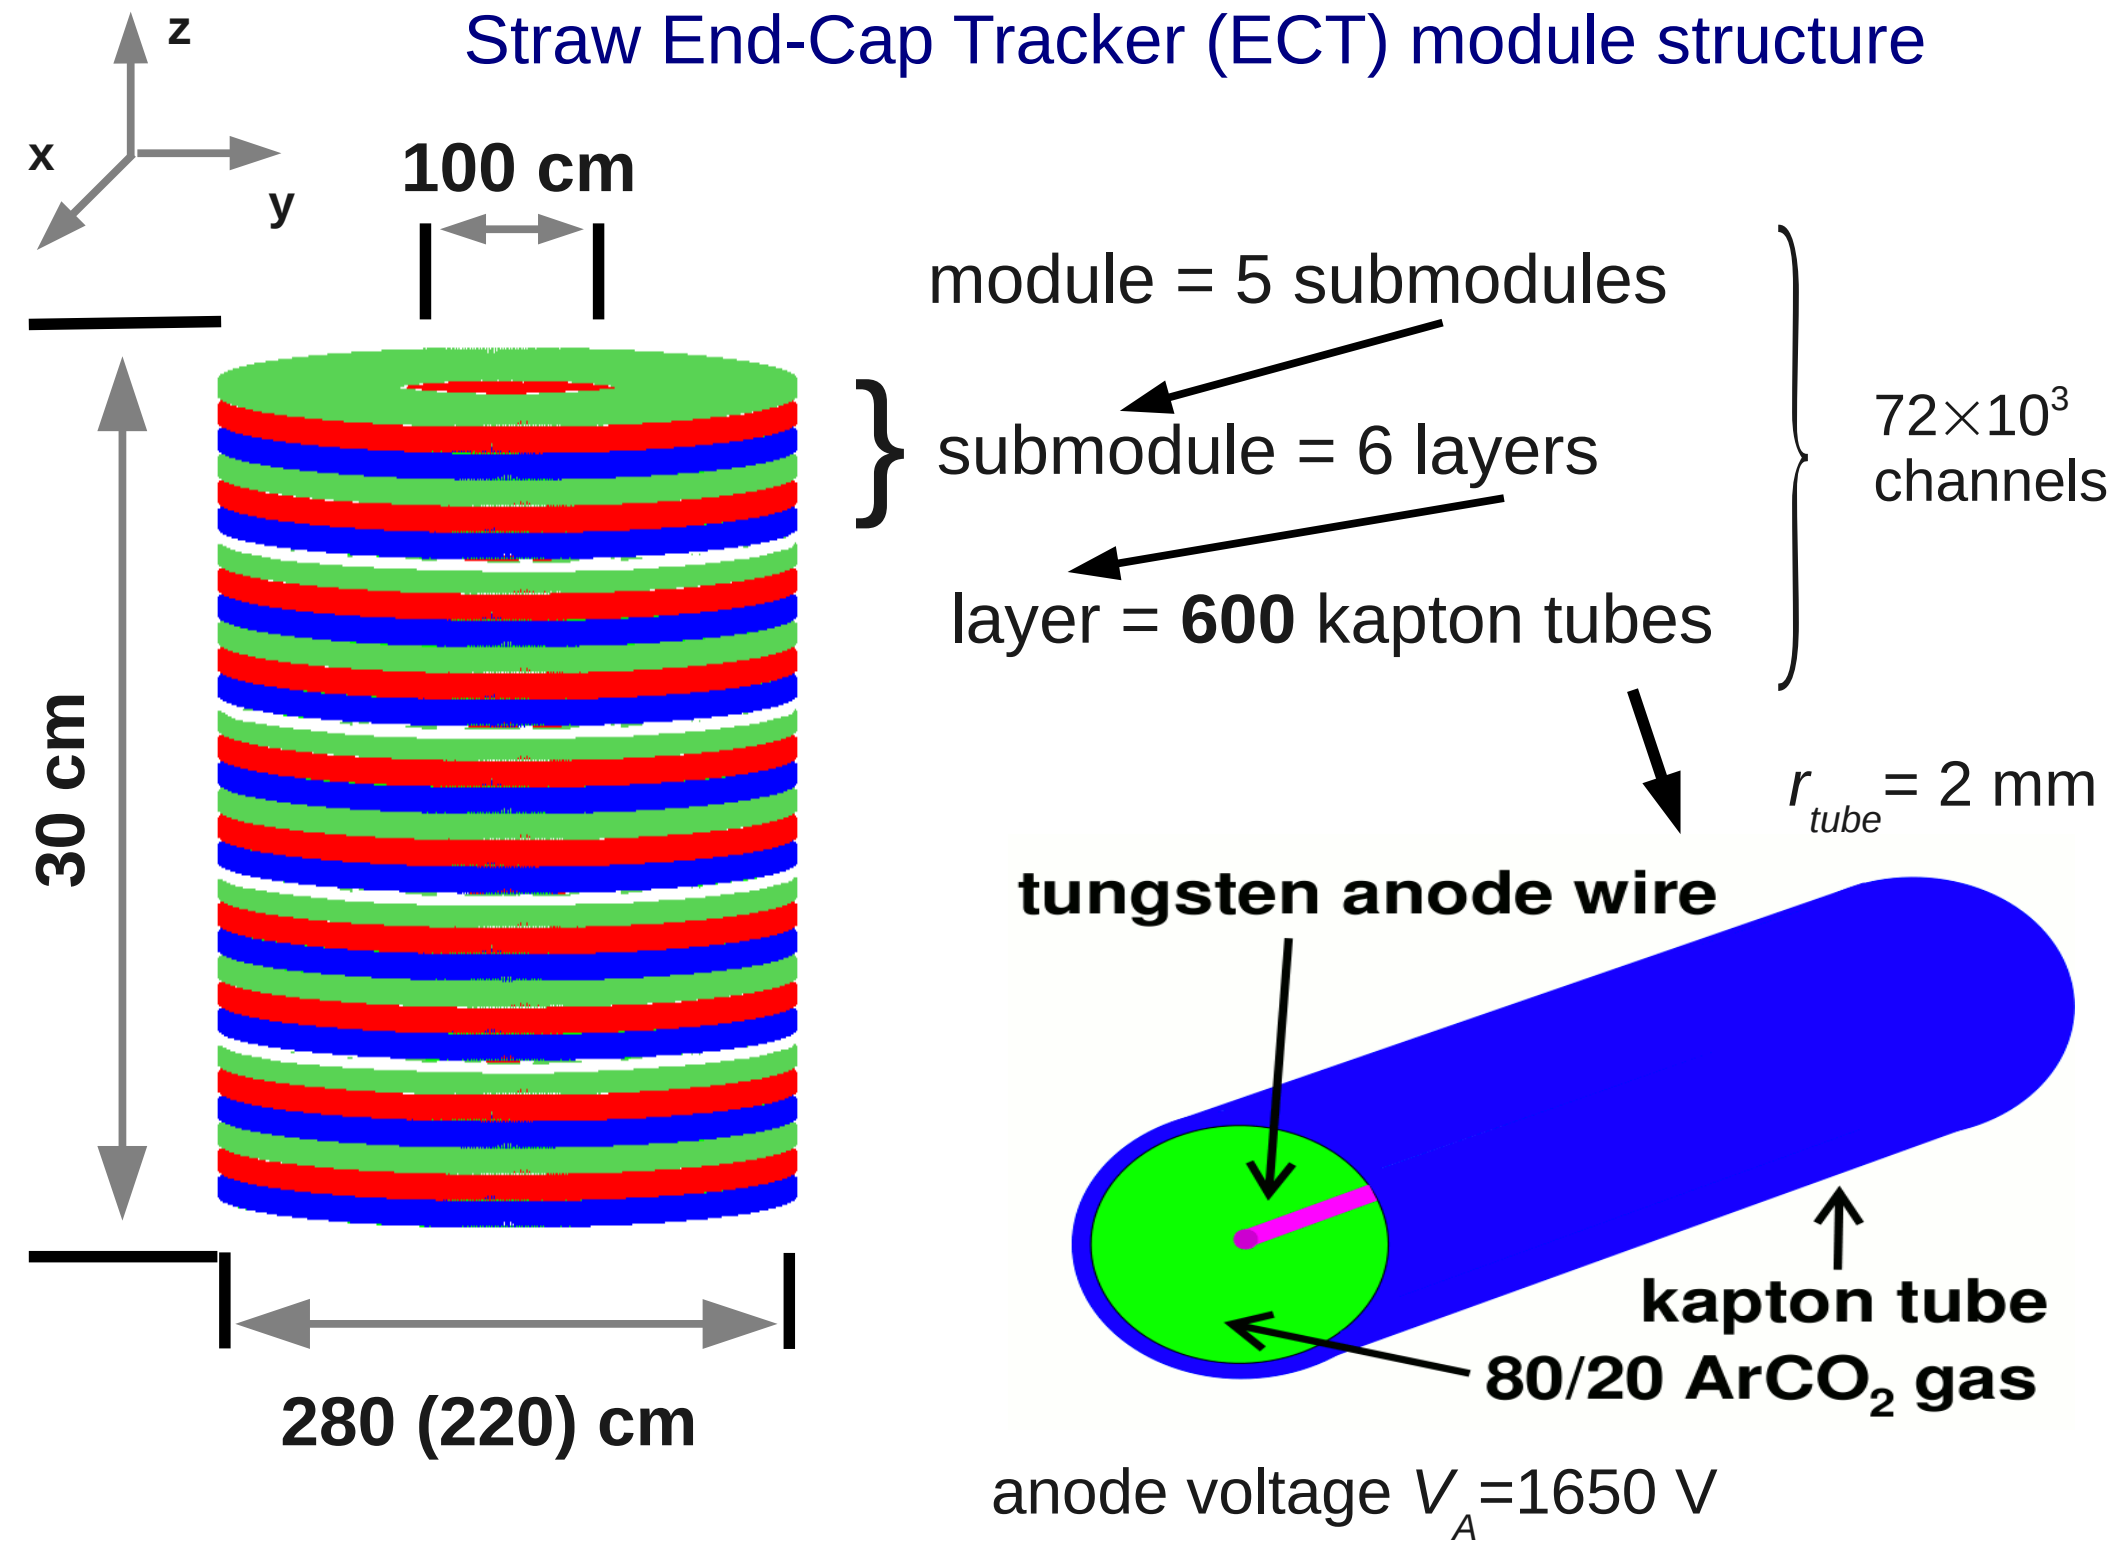 Straw End-Cap Tracker (ECT) module structure
z
x
y
100 cm
module = 5 submodules
} submodule = 6 layers
layer = 600 kapton tubes
72×10³
channels
30 cm
r_tube = 2 mm
tungsten anode wire
kapton tube
80/20 ArCO₂ gas
280 (220) cm
anode voltage V_A=1650 V